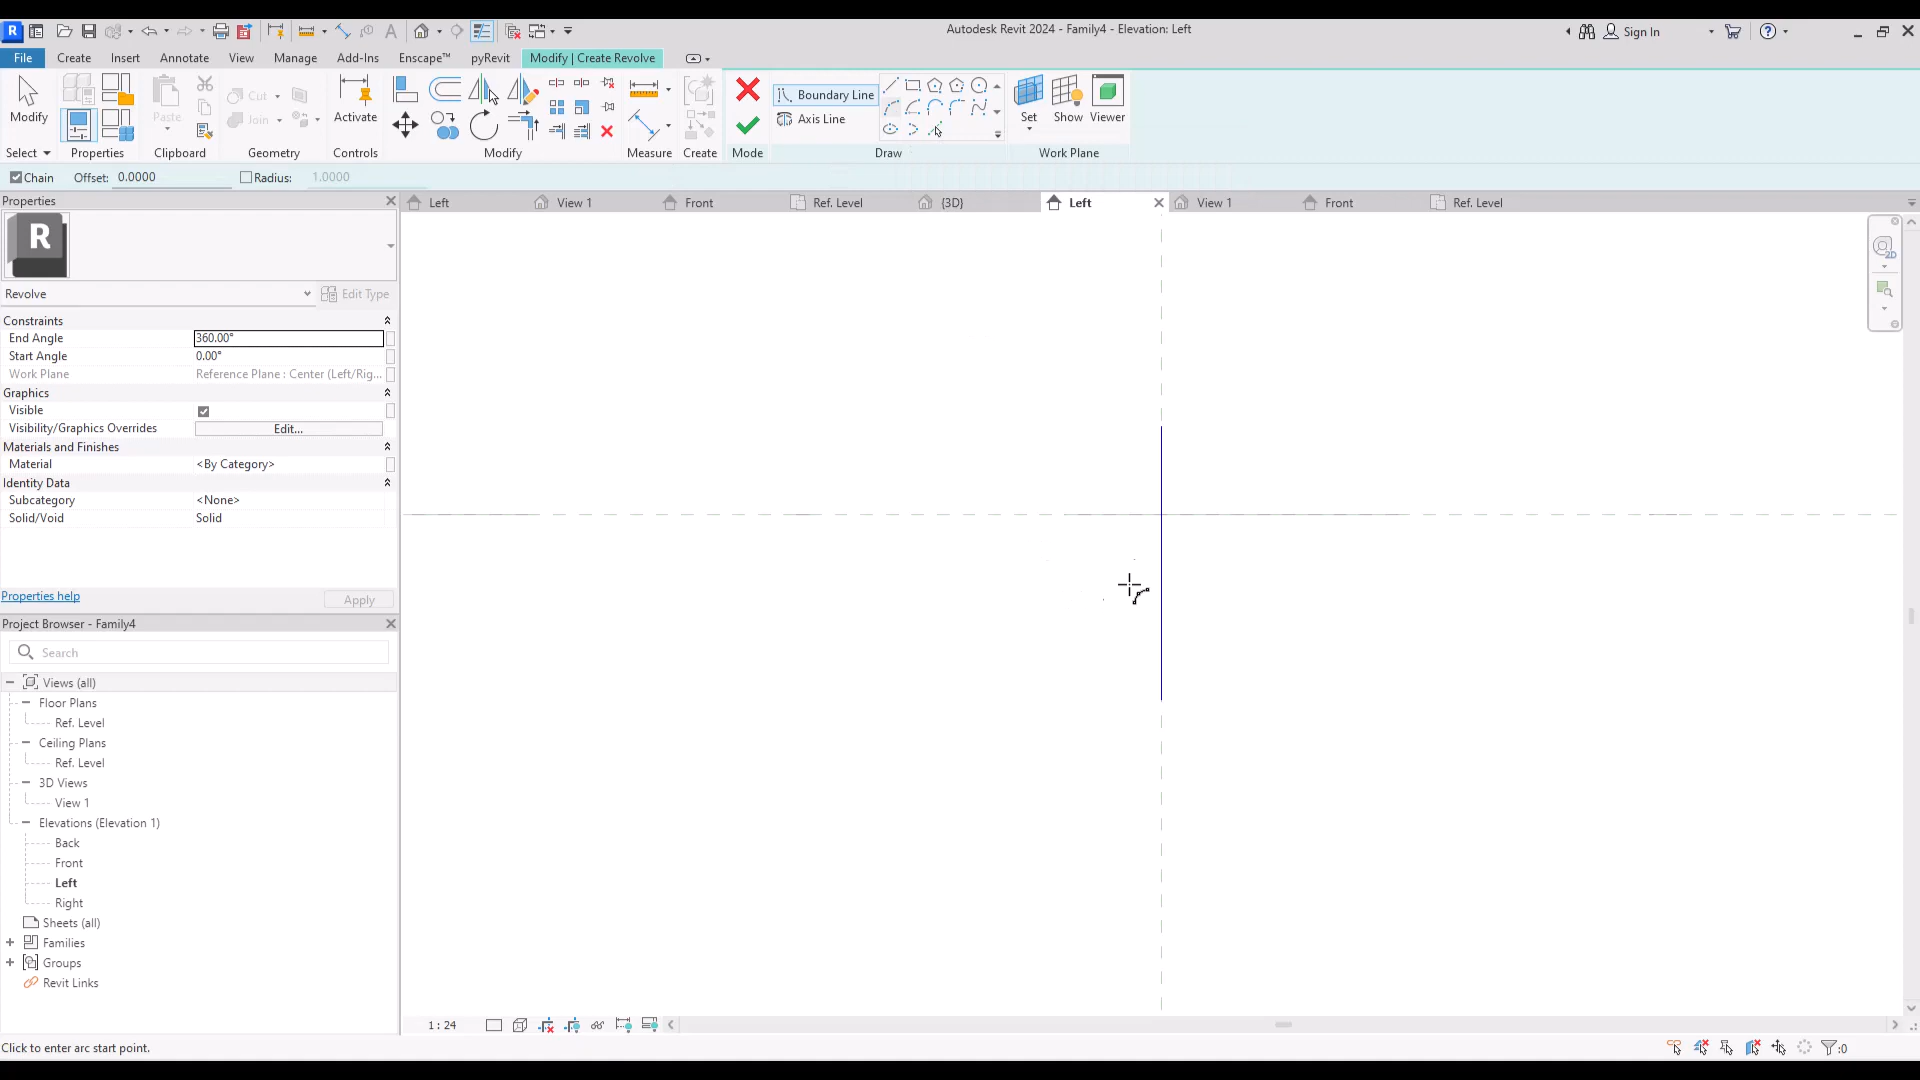 Autodesk Revit 2024 - Family4 - Elevation: Left
Sign In
File
Create
Insert
Annotate
View
Manage
Add-Ins
Enscape™
pyRevit
Modify | Create Revolve
Modify
Paste
Cut
Join
Activate
Create
Boundary Line
Axis Line
Set
Show
Viewer
Select
Properties
Clipboard
Geometry
Controls
Modify
Measure
Create
Mode
Draw
Work Plane
Chain
Offset: 0.0000
Radius: 1.0000
Properties
Left
View 1
Front
Ref. Level
{3D}
Left
View 1
Front
Ref. Level
R
Revolve
Edit Type
Constraints
End Angle 360.00°
Start Angle 0.00°
Work Plane Reference Plane : Center (Left/Rig...
Graphics
Visible
Visibility/Graphics Overrides Edit...
Materials and Finishes
Material <By Category>
Identity Data
Subcategory <None>
Solid/Void Solid
Properties help
Apply
Project Browser - Family4
Search
Views (all)
Floor Plans
Ref. Level
Ceiling Plans
Ref. Level
3D Views
View 1
Elevations (Elevation 1)
Back
Front
Left
Right
Sheets (all)
Families
Groups
Revit Links
1 : 24
Click to enter arc start point.
:0
2D